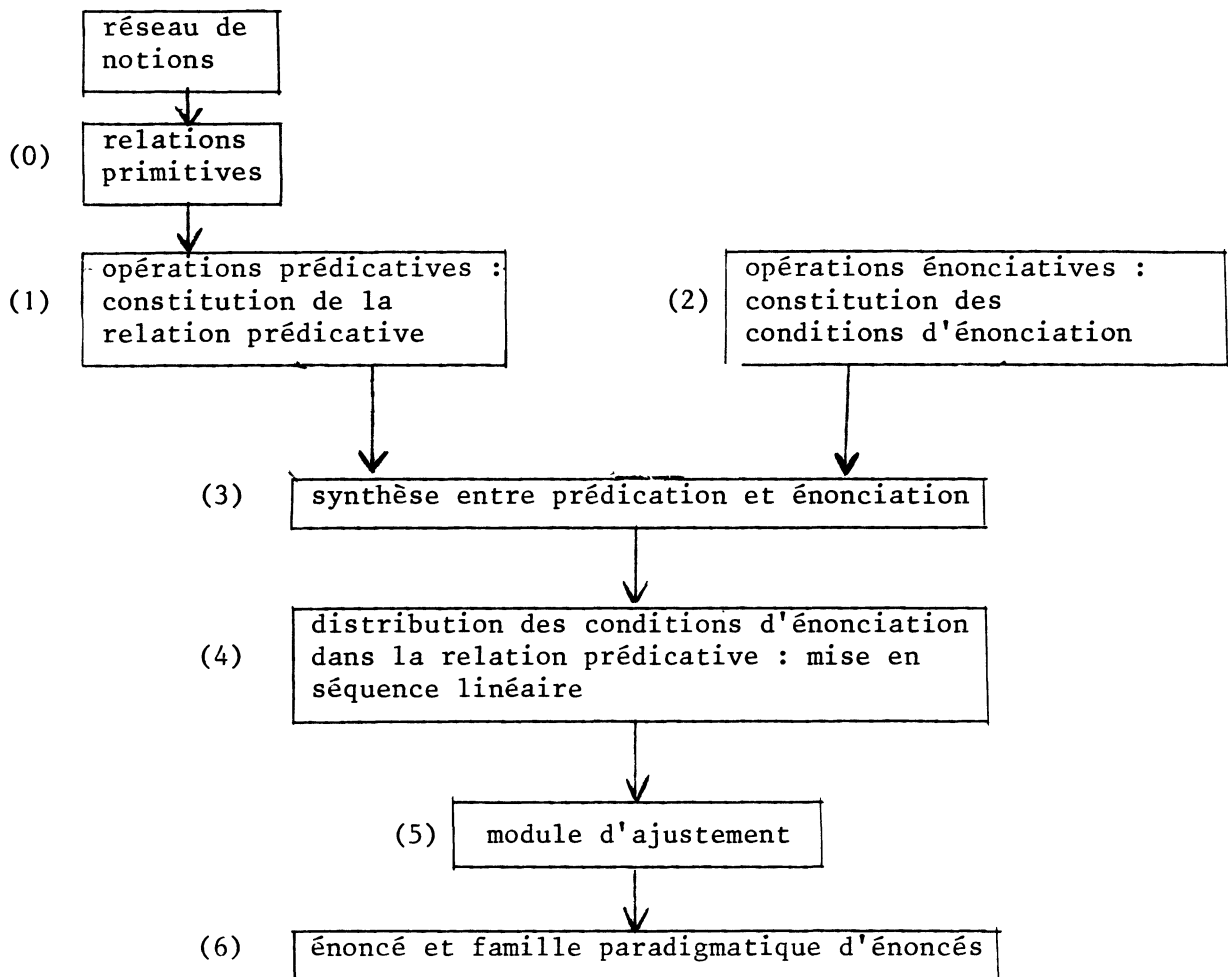 réseau de
notions
(0)
relations
primitives
(1)
opérations prédicatives :
constitution de la
relation prédicative
(2)
opérations énonciatives :
constitution des
conditions d'énonciation
(3)
synthèse entre prédication et énonciation
(4)
distribution des conditions d'énonciation
dans la relation prédicative : mise en
séquence linéaire
(5)
module d'ajustement
(6)
énoncé et famille paradigmatique d'énoncés